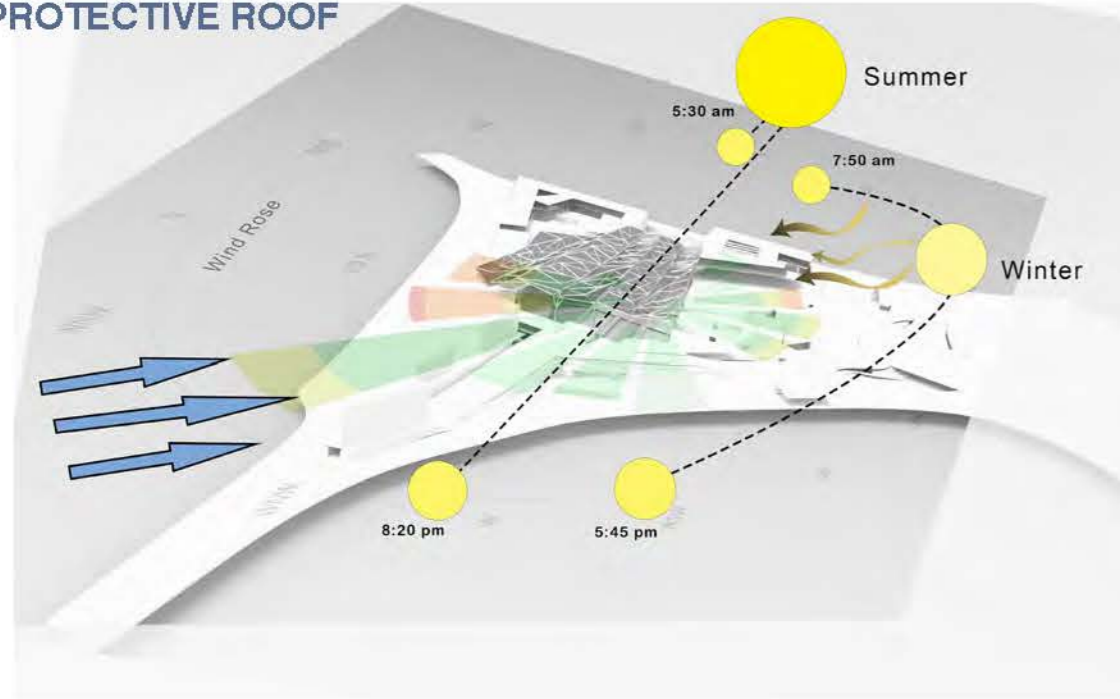 PROTECTIVE ROOF
Summer
5:30 am
7:50 am
Wind Rose
Winter
8:20 pm
5:45 pm